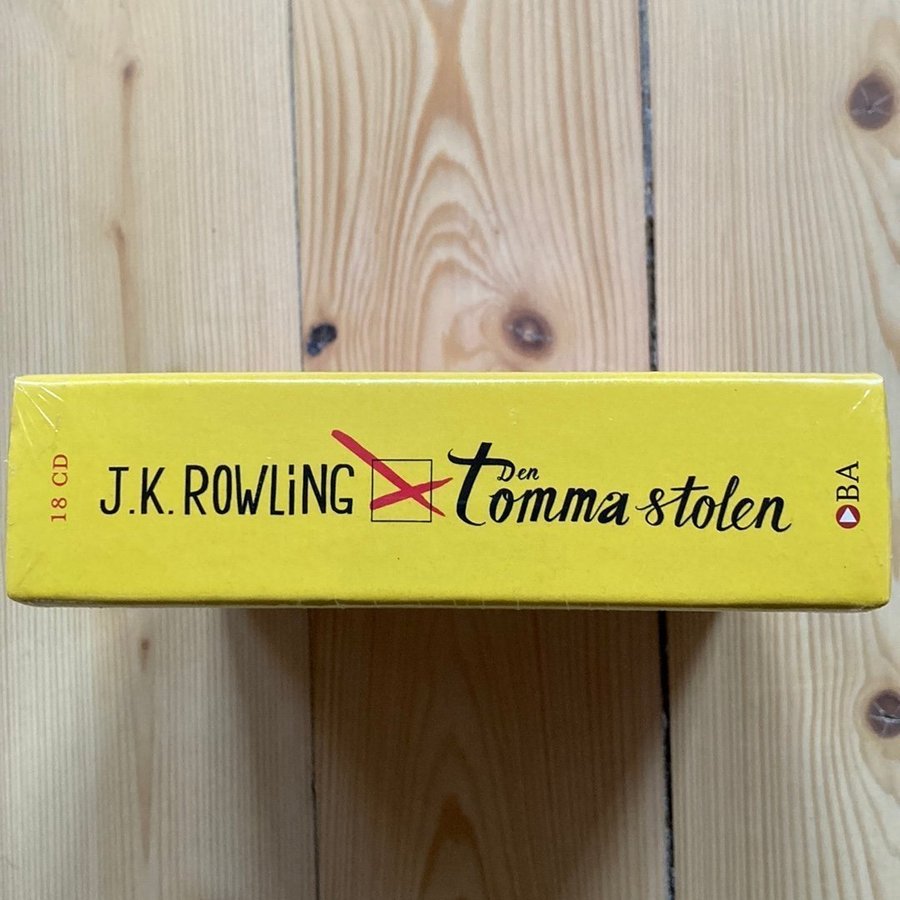 18 CD
J.K. ROWLiNG
Den
tomma stolen
BA